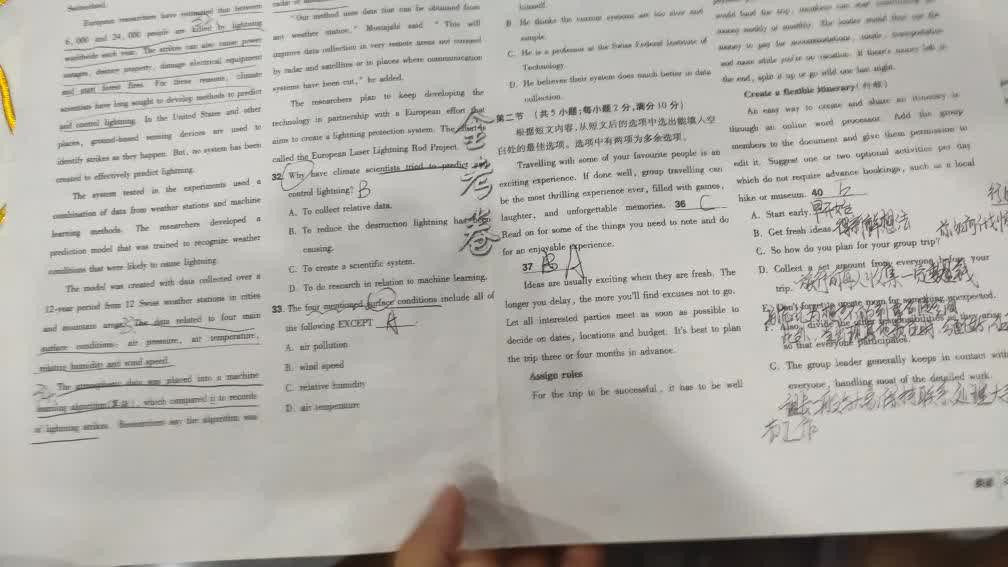 Switzerland.
European researchers have estimated that between
6,000 and 24,000 people are killed by lightning
worldwide each year. The strikes can also cause power
outages, destroy property, damage electrical equipment
and start forest fires. For these reasons, climate
scientists have long sought to develop methods to predict
and control lightning. In the United States and other
places, ground-based sensing devices are used to
identify strikes as they happen. But, no system has been
created to effectively predict lightning.
The system tested in the experiments used a
combination of data from weather stations and machine
learning methods. The researchers developed a
prediction model that was trained to recognize weather
conditions that were likely to cause lightning.
The model was created with data collected over a
12-year period from 12 Swiss weather stations in cities
and mountain areas. The data related to four main
surface conditions: air pressure, air temperature,
relative humidity and wind speed.
The atmospheric data was placed into a machine
learning algorithm(算法), which compared it to records
of lightning strikes. Researchers say the algorithm was
"Our method uses data that can be obtained from
any weather station," Mostajabi said. "This will
improve data collection in very remote areas not covered
by radar and satellites or in places where communication
systems have been cut," he added.
The researchers plan to keep developing the
technology in partnership with a European effort that
aims to create a lightning protection system. The effort is
called the European Laser Lightning Rod Project.
32. Why have climate scientists tried to predict and
control lightning? B
A. To collect relative data.
B. To reduce the destruction lightning has been
causing.
C. To create a scientific system.
D. To do research in relation to machine learning.
33. The four mentioned surface conditions include all of
the following EXCEPT A .
A. air pollution
B. wind speed
C. relative humidity
D. air temperature
金考卷
himself.
B. He thinks the current systems are too slow and
simple.
C. He is a professor at the Swiss Federal Institute of
Technology.
D. He believes their system does much better in data
collection.
第二节 (共5小题;每小题2分,满分10分)
根据短文内容,从短文后的选项中选出能填入空
白处的最佳选项。选项中有两项为多余选项。
Travelling with some of your favourite people is an
exciting experience. If done well, group travelling can
be the most thrilling experience ever, filled with games,
laughter, and unforgettable memories. 36 C
Read on for some of the things you need to note and do
for an enjoyable experience.
37 A
Ideas are usually exciting when they are fresh. The
longer you delay, the more you'll find excuses not to go.
Let all interested parties meet as soon as possible to
decide on dates, locations and budget. It's best to plan
the trip three or four months in advance.
Assign roles
For the trip to be successful, it has to be well
money monthly. The leader should then use the
money to pay for accommodations, transportation
and more while you're on vacation. If there's money left in
the end, split it up or go wild one last night.
Create a flexible itinerary(行程)
An easy way to create and share an itinerary is
through an online word processor. Add the group
members to the document and give them permission to
edit it. Suggest one or two optional activities per day
which do not require advance bookings, such as a local
hike or museum. 40
A. Start early. 早开始
B. Get fresh ideas. 得新鲜想法
C. So how do you plan for your group trip?
D. Collect a set amount from everyone your
trip.
E. Don't forget to create room for something unexpected.
F. Also, divide the other responsibilities as they arise
so that everyone participates.
G. The group leader generally keeps in contact with
everyone, handling most of the detailed work.
英语